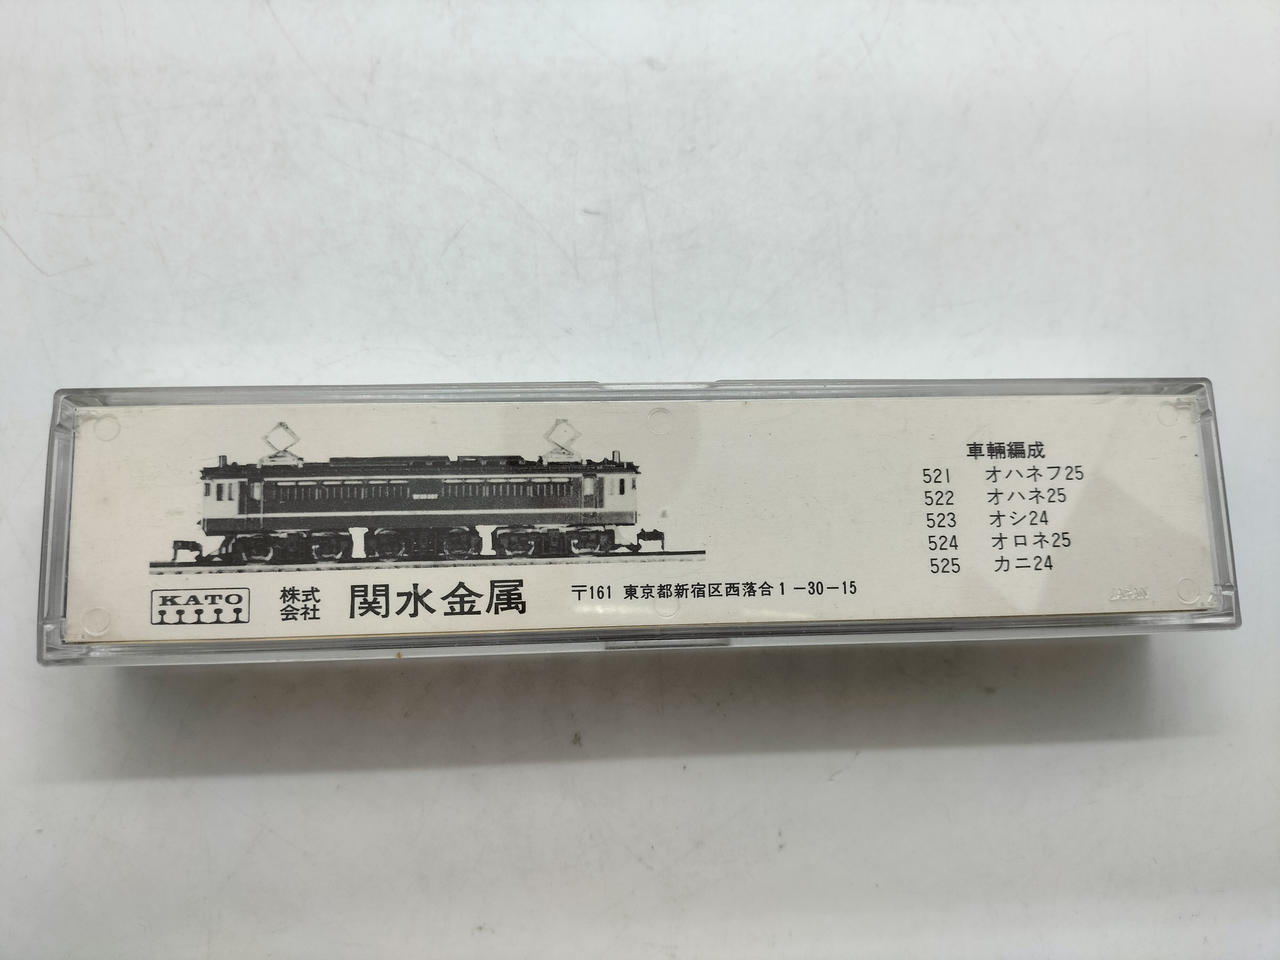 車輛編成
521 オハネフ25
522 オハネ25
523 オシ24
524 オロネ25
525 カニ24
KATO
株式会社 関水金属 〒161 東京都新宿区西落合1-30-15
JAPAN